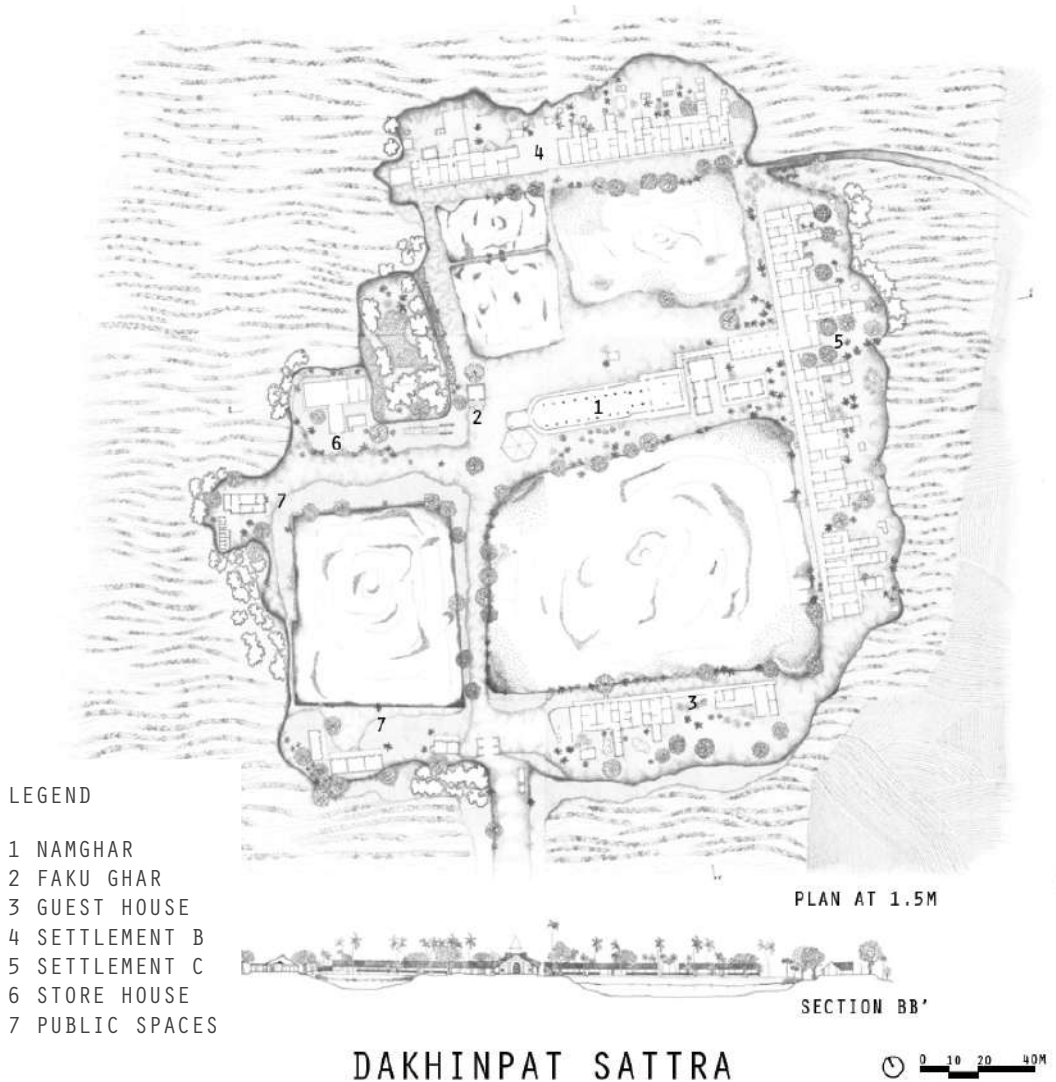 4
5
1
2
6
7
3
7
LEGEND
1 NAMGHAR
2 FAKU GHAR
3 GUEST HOUSE
4 SETTLEMENT B
5 SETTLEMENT C
6 STORE HOUSE
7 PUBLIC SPACES
PLAN AT 1.5M
SECTION BB'
DAKHINPAT SATTRA
0 10 20 40M